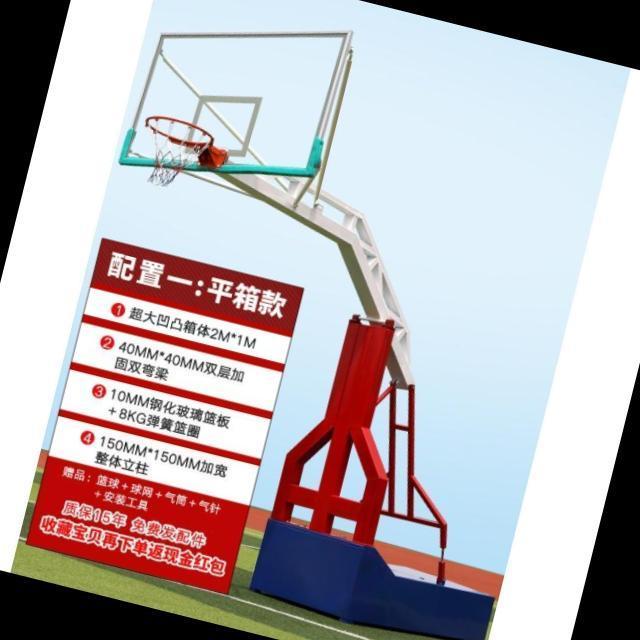 配置一:平箱款
1 超大凹凸箱体2M*1M
2 40MM*40MM双层加
固双弯梁
3 10MM钢化玻璃篮板
+8KG弹簧篮圈
4 150MM*150MM加宽
整体立柱
赠品：篮球+球网+气筒+气针
+安装工具
质保15年 免费发配件
收藏宝贝再下单返现金红包